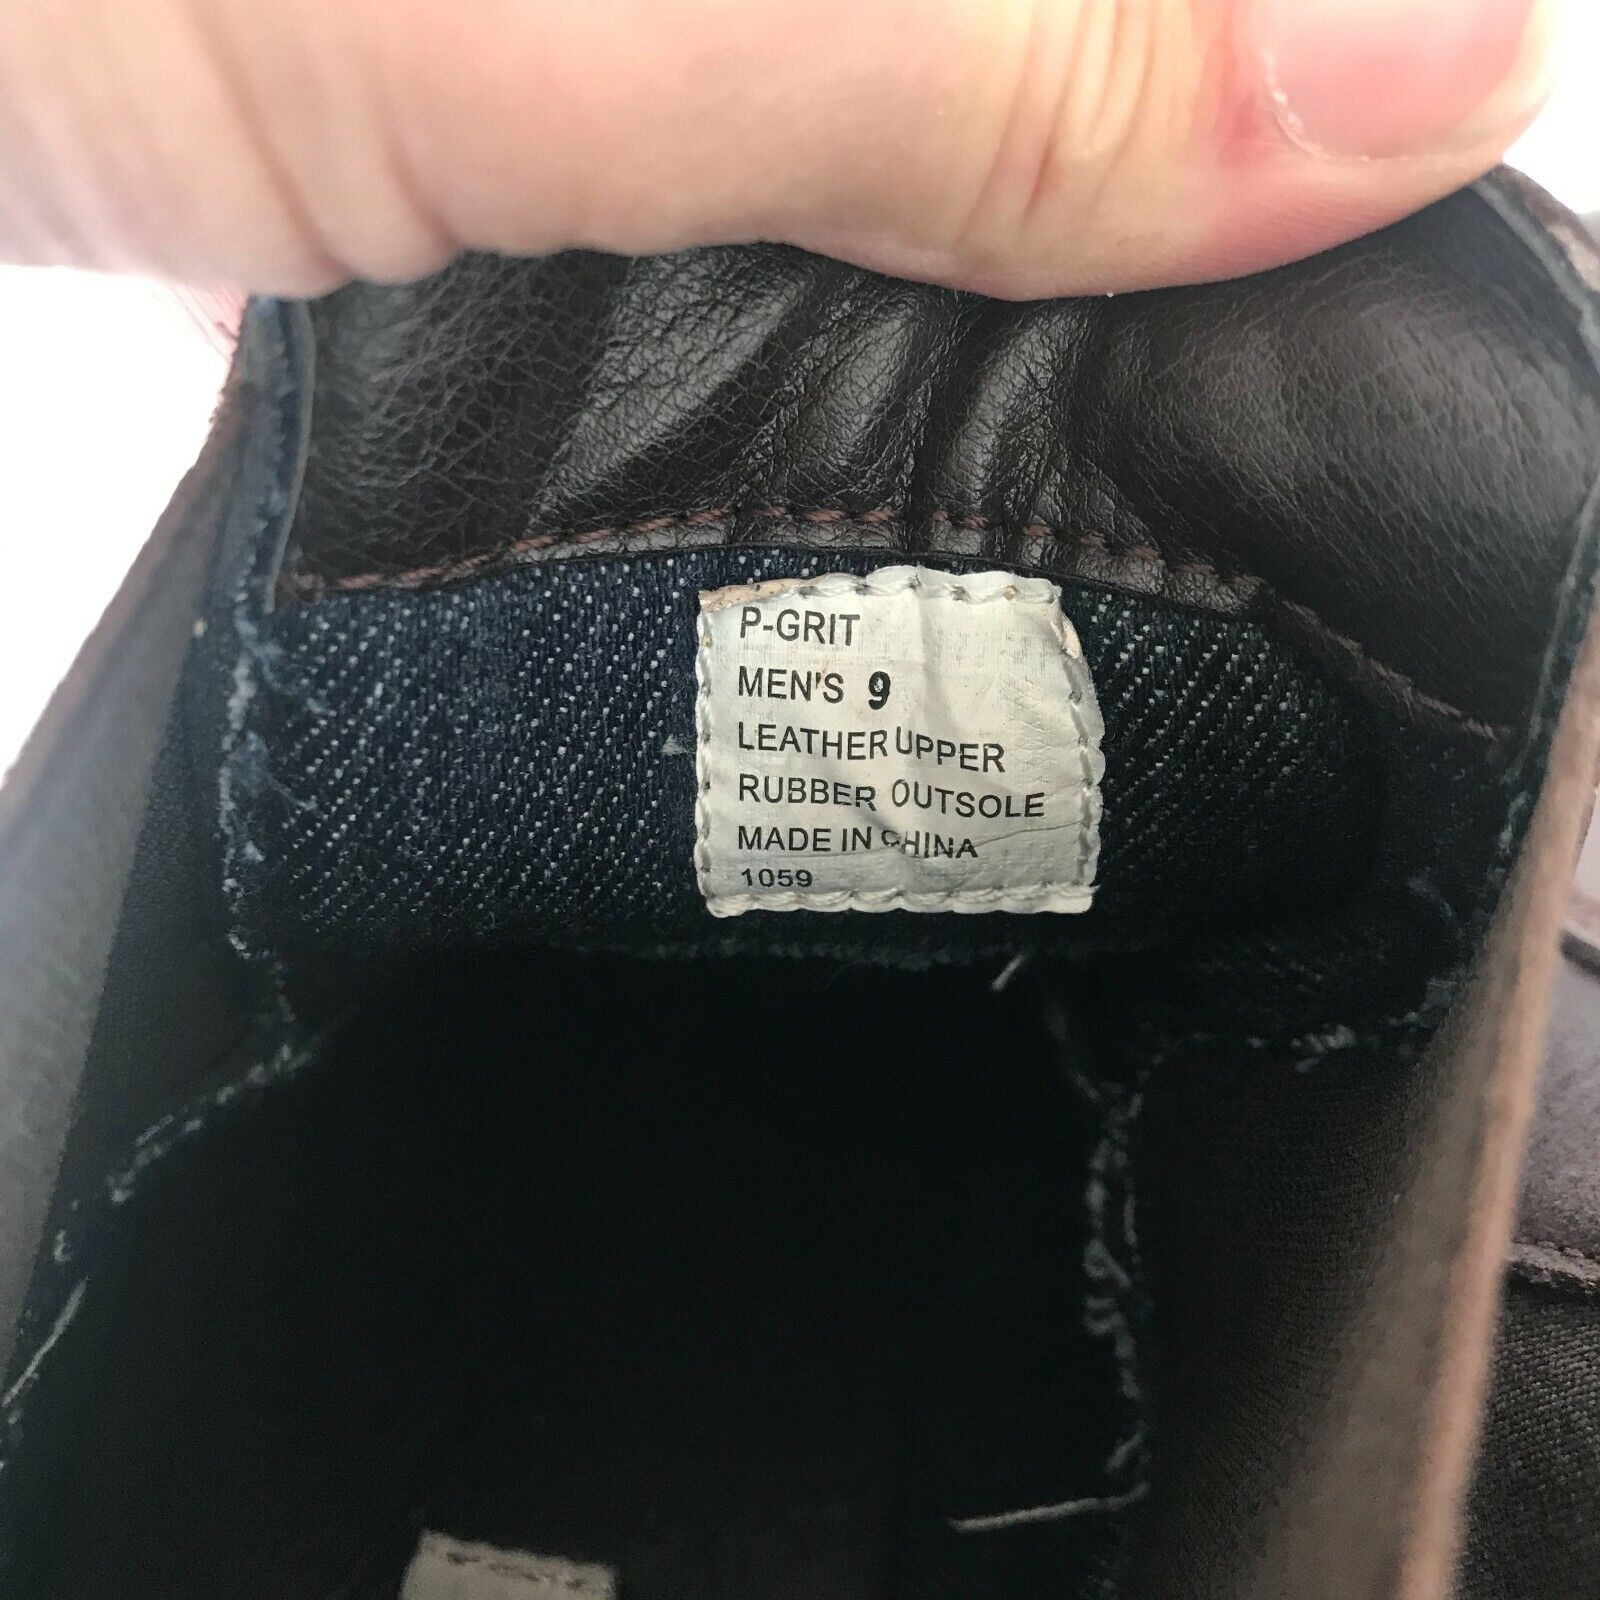 P-GRIT
MEN'S 9
LEATHER UPPER
RUBBER OUTSOLE
MADE IN CHINA
1059